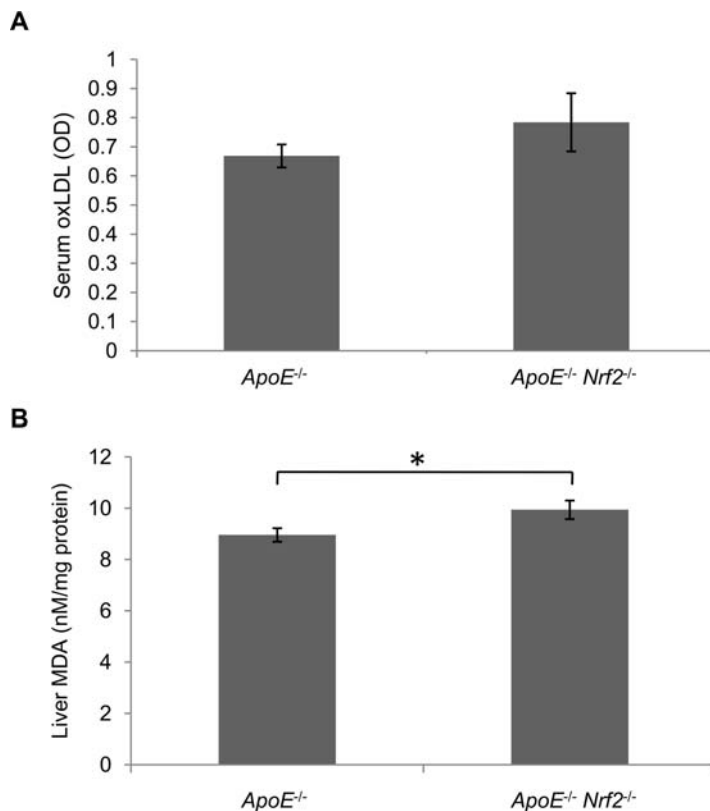 A
Serum oxLDL (OD)
1
0.9
0.8
0.7
0.6
0.5
0.4
0.3
0.2
0.1
0
ApoE-/-
ApoE-/- Nrf2-/-
B
Liver MDA (nM/mg protein)
12
10
8
6
4
2
0
*
ApoE-/-
ApoE-/- Nrf2-/-